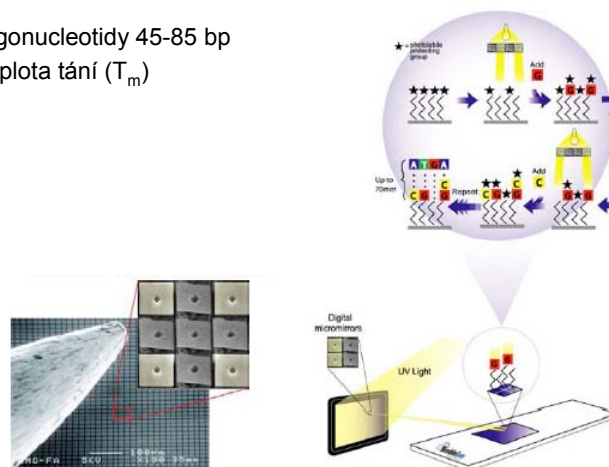 gonucleotidy 45-85 bp
plota tání (Tm)
★ = photolabile
protecting
group
Add
G
G G
A T G A
Up to
70mer
C
C G G
Repeat
C
C G G
Add
C
G G
Digital
micromirrors
UV Light
100µm